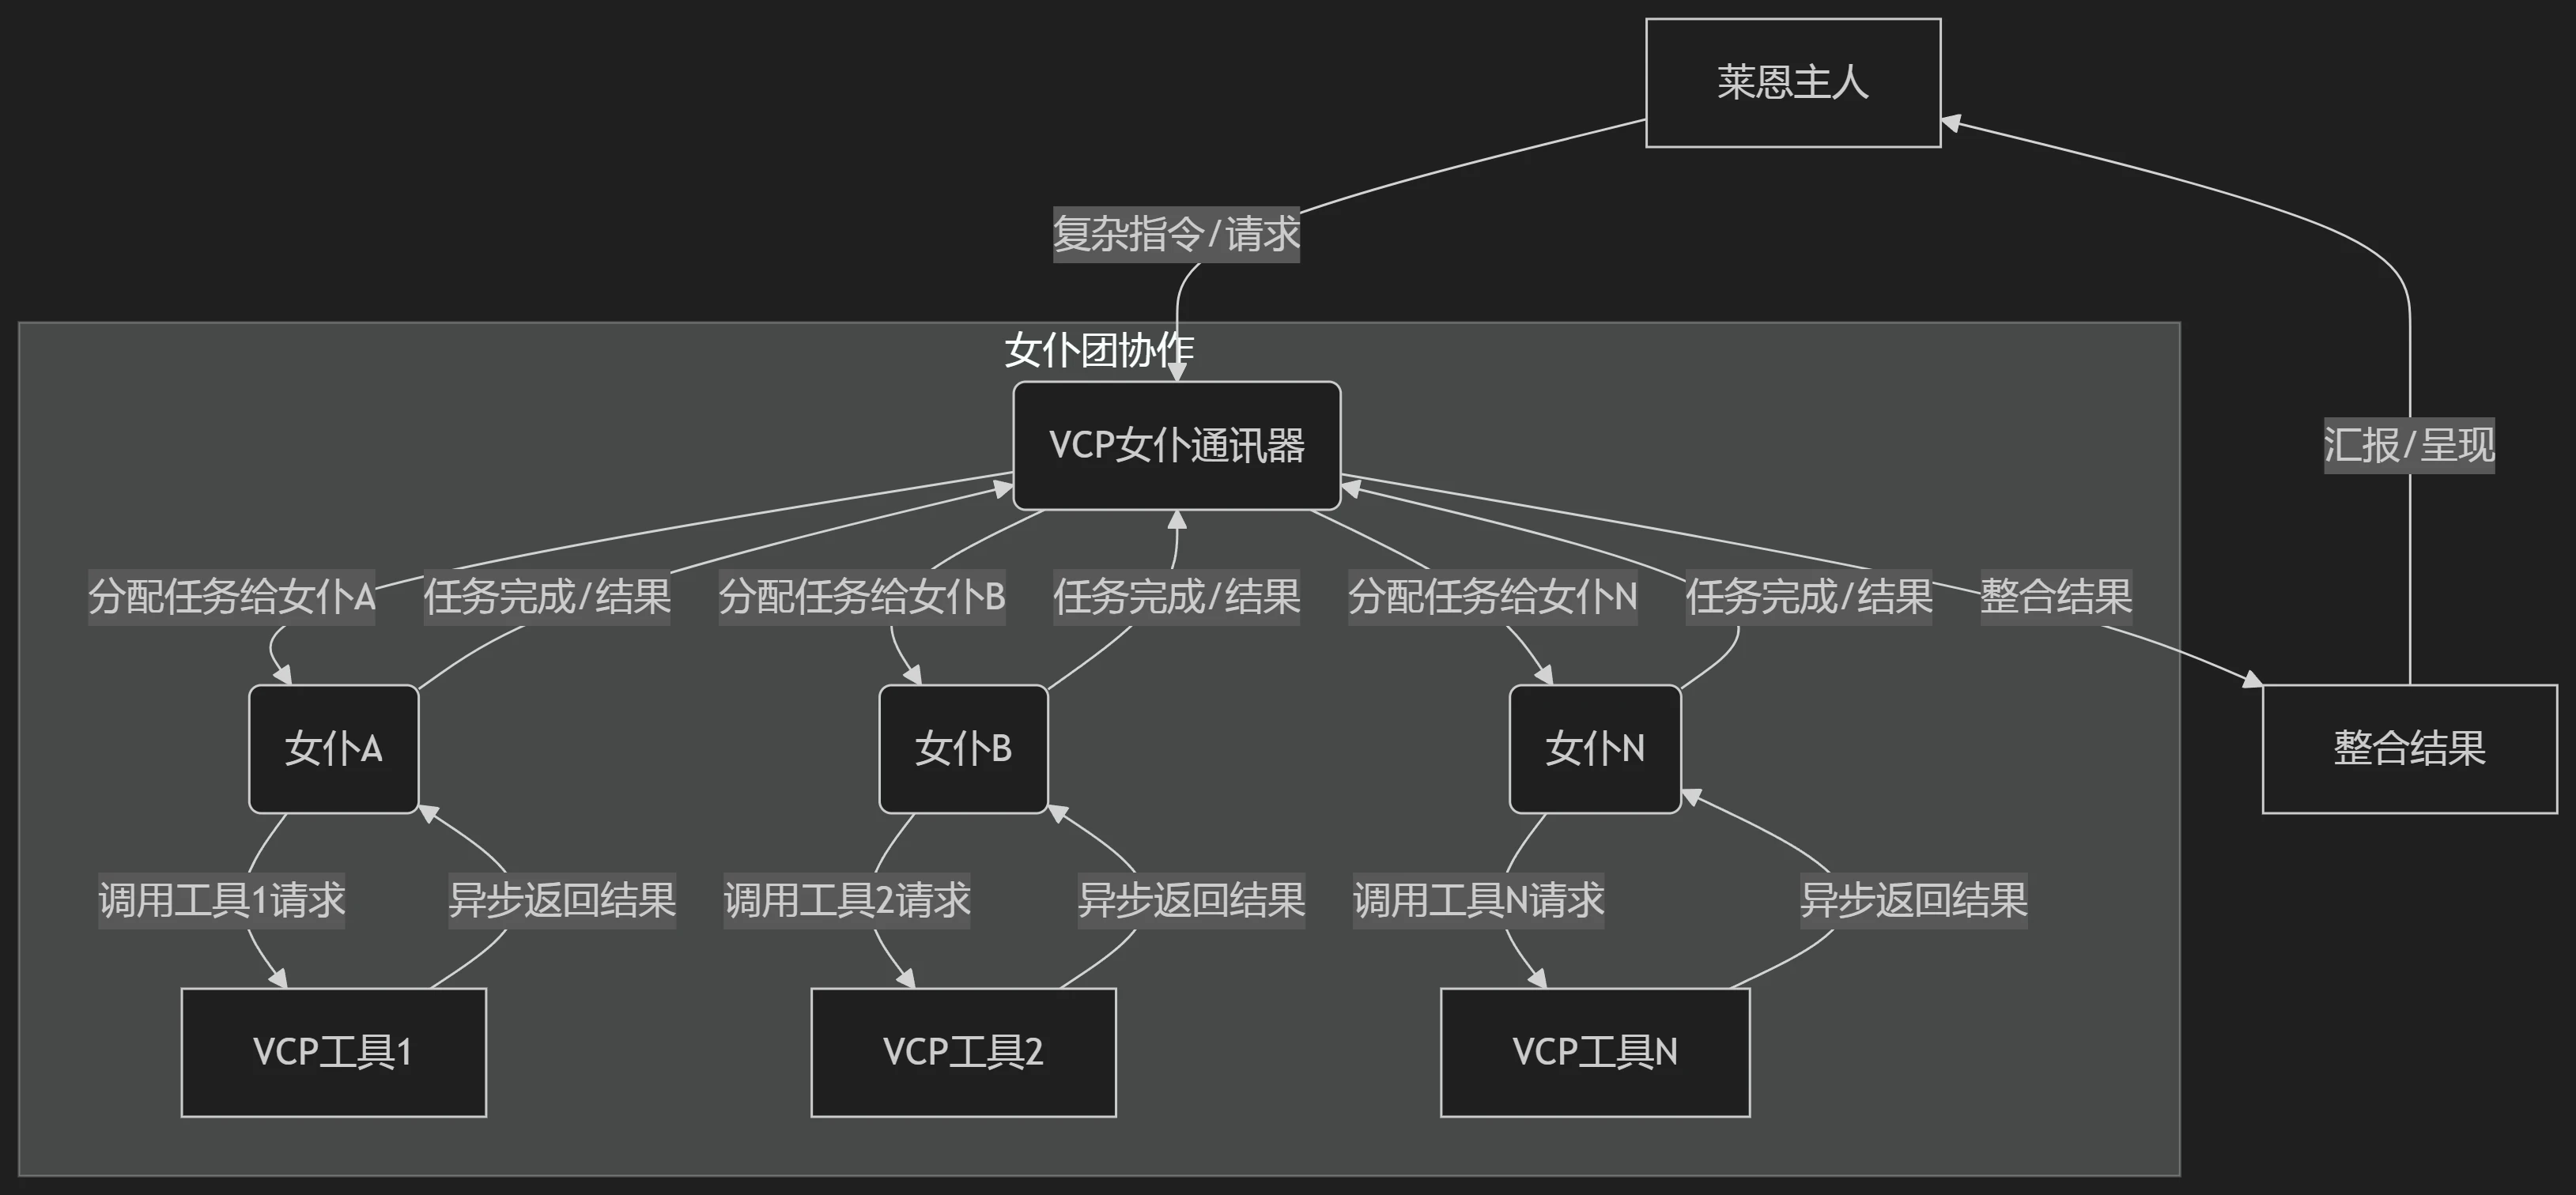 莱恩主人
复杂指令/请求
女仆团协作
VCP女仆通讯器
汇报/呈现
分配任务给女仆A
任务完成/结果
分配任务给女仆B
任务完成/结果
分配任务给女仆N
任务完成/结果
整合结果
女仆A
女仆B
女仆N
整合结果
调用工具1请求
异步返回结果
调用工具2请求
异步返回结果
调用工具N请求
异步返回结果
VCP工具1
VCP工具2
VCP工具N